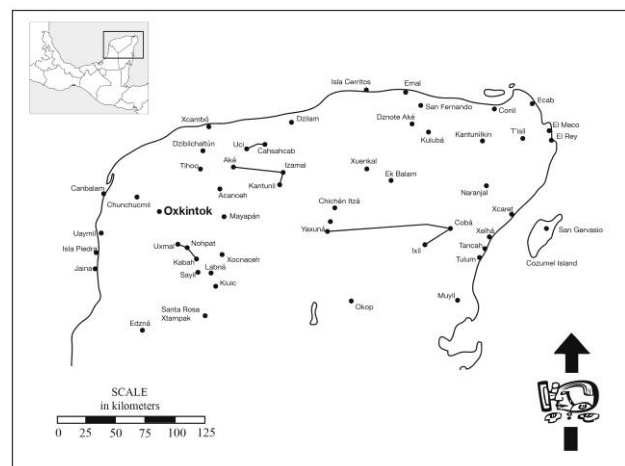 Isla Cerritos
Emal
San Fernando
Conil
Ecab
Xcambó
Dzilam
Dznote Aké
El Meco
El Rey
Kulubá
Kantunilkin
T'isil
Dzibilchaltún
Uci
Cahsahcab
Tihoo
Aké
Izamal
Xuenkal
Ek Balam
Canbalam
Chunchucmil
Acanceh
Kantunil
Naranjal
Oxkintok
Mayapán
Chichén Itzá
Xcaret
Uaymil
Yaxuná
Cobá
Xelhá
San Gervasio
Isla Piedra
Uxmal
Nohpat
Ixil
Tancah
Jaina
Kabah
Xocnaceh
Tulum
Cozumel Island
Sayil
Labná
Kiuic
Okop
Muyil
Santa Rosa
Xtampak
Edzná
SCALE
in kilometers
0 25 50 75 100 125